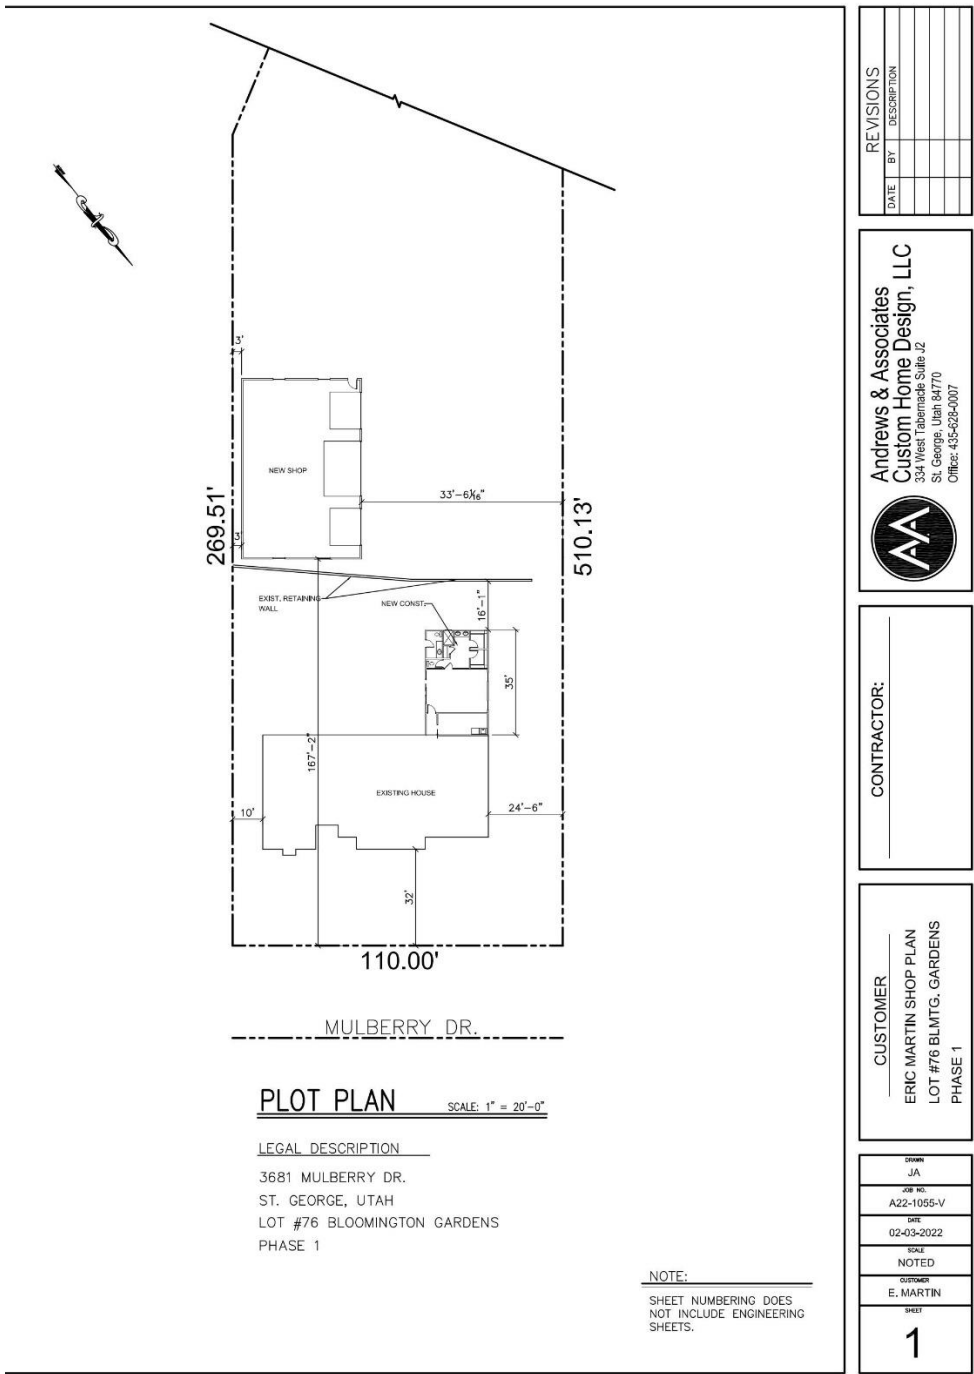 3'
NEW SHOP
33'-6 1/16"
269.51'
510.13'
3'
EXIST. RETAINING
WALL
NEW CONST.
16'-1"
35'
167'-2"
EXISTING HOUSE
10'
24'-6"
32'
110.00'
MULBERRY DR.
PLOT PLAN
SCALE: 1" = 20'-0"
LEGAL DESCRIPTION
3681 MULBERRY DR.
ST. GEORGE, UTAH
LOT #76 BLOOMINGTON GARDENS
PHASE 1
NOTE:
SHEET NUMBERING DOES
NOT INCLUDE ENGINEERING
SHEETS.
REVISIONS
DATE BY DESCRIPTION
Andrews & Associates
Custom Home Design, LLC
334 West Tabernacle Suite J2
St. George, Utah 84770
Office: 435-628-0007
AA
CONTRACTOR:
CUSTOMER
ERIC MARTIN SHOP PLAN
LOT #76 BLMTG. GARDENS
PHASE 1
DRAWN
JA
JOB NO.
A22-1055-V
DATE
02-03-2022
SCALE
NOTED
CUSTOMER
E. MARTIN
SHEET
1